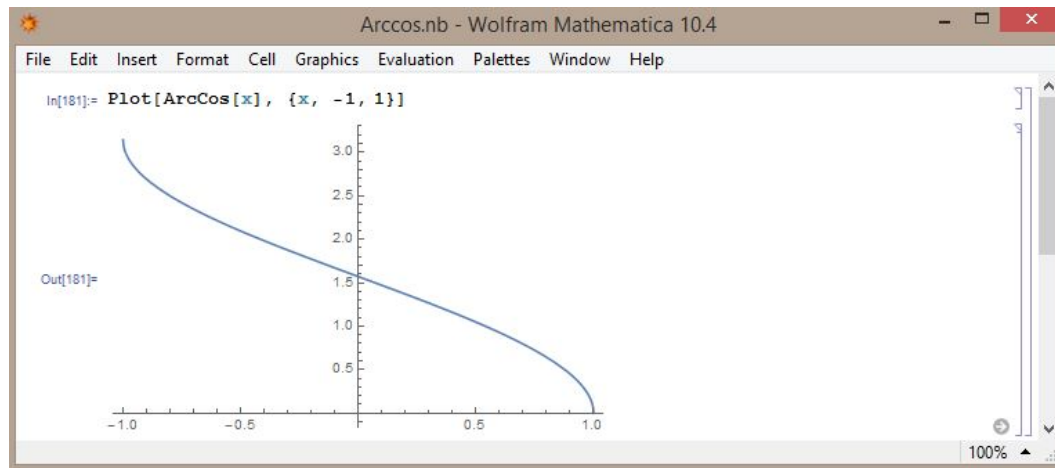 Arccos.nb - Wolfram Mathematica 10.4
File Edit Insert Format Cell Graphics Evaluation Palettes Window Help
In[181]:= Plot[ArcCos[x], {x, -1, 1}]
3.0
2.5
2.0
Out[181]=
1.5
1.0
0.5
-1.0 -0.5 0.5 1.0
100%